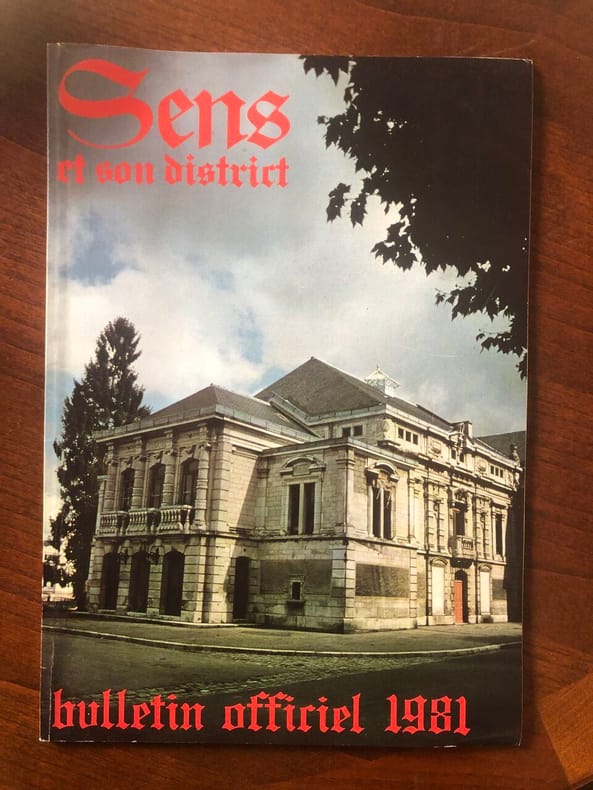 Sens
et son district
bulletin officiel 1981